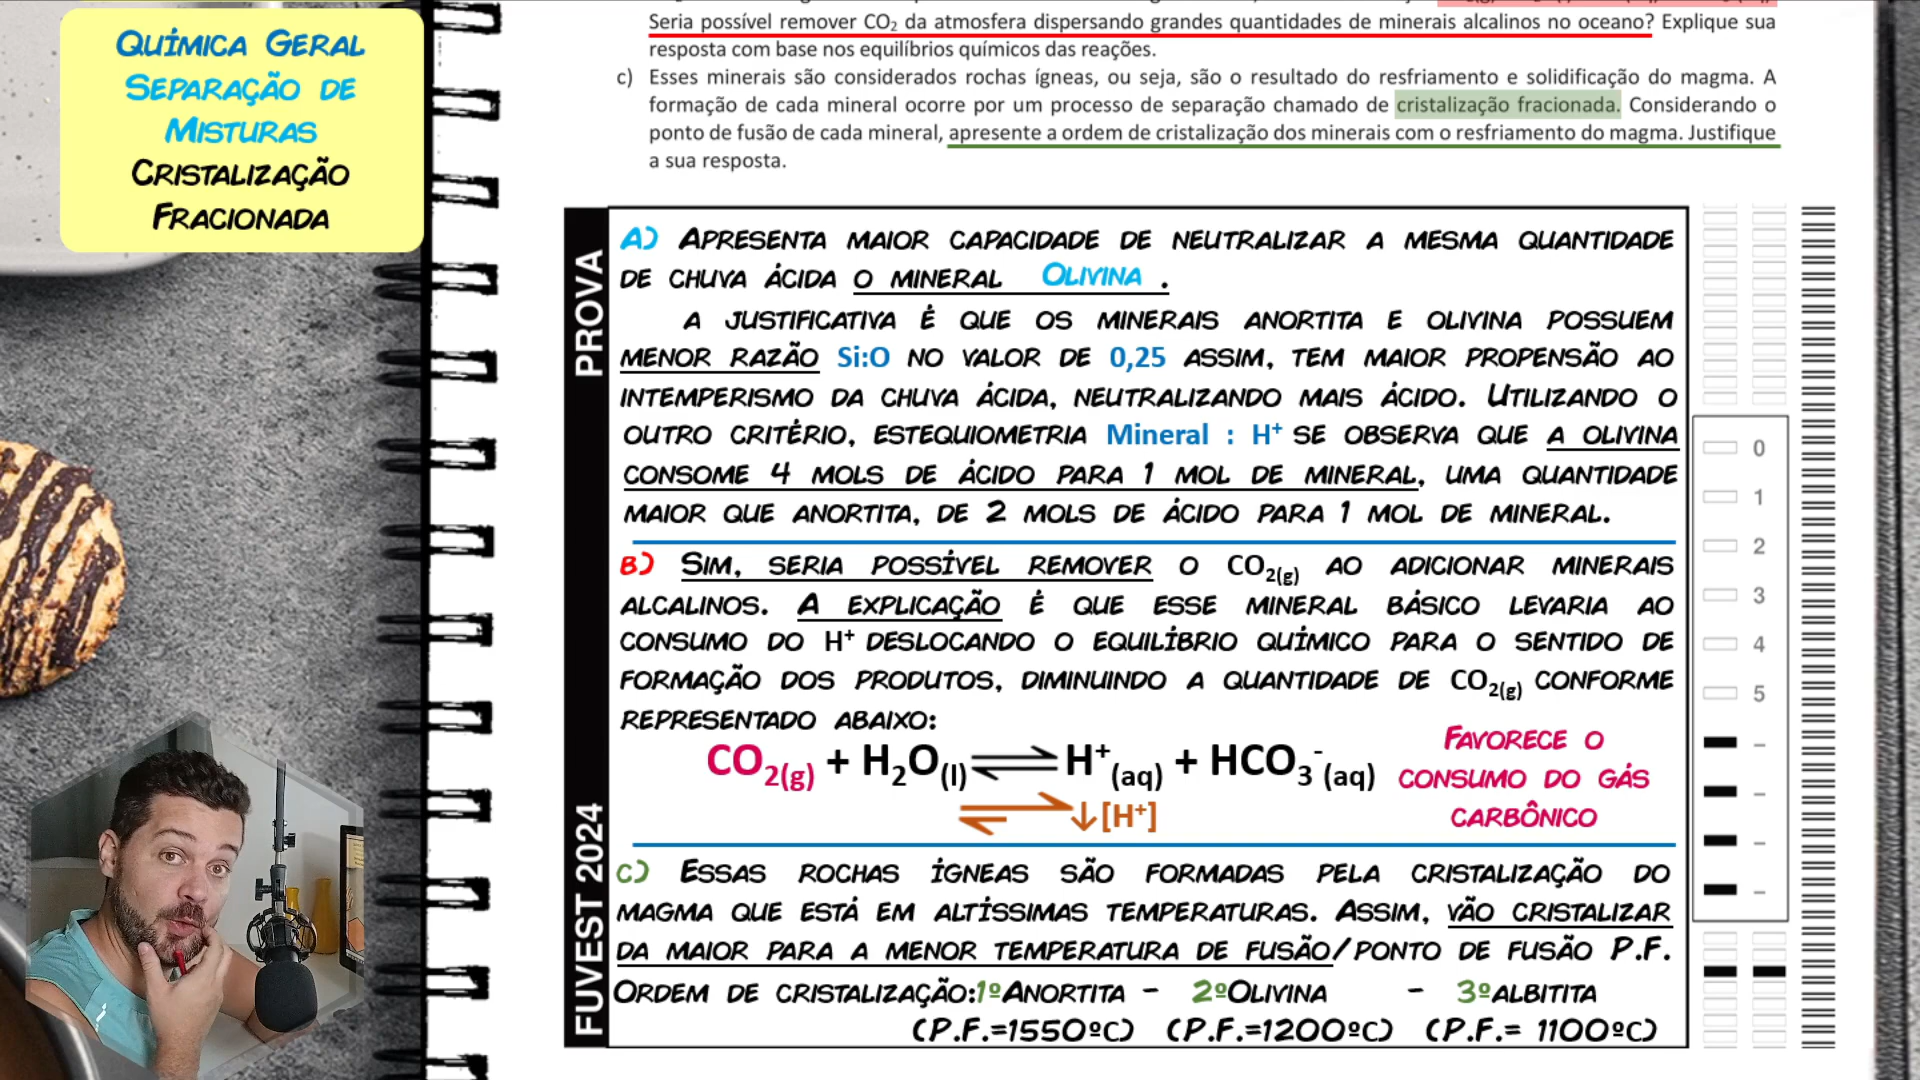 QUÍMICA GERAL
SEPARAÇÃO DE
MISTURAS
CRISTALIZAÇÃO
FRACIONADA
Seria possível remover CO₂ da atmosfera dispersando grandes quantidades de minerais alcalinos no oceano? Explique sua
resposta com base nos equilíbrios químicos das reações.
c) Esses minerais são considerados rochas ígneas, ou seja, são o resultado do resfriamento e solidificação do magma. A
formação de cada mineral ocorre por um processo de separação chamado de cristalização fracionada. Considerando o
ponto de fusão de cada mineral, apresente a ordem de cristalização dos minerais com o resfriamento do magma. Justifique
a sua resposta.
PROVA
FUVEST 2024
A) APRESENTA MAIOR CAPACIDADE DE NEUTRALIZAR A MESMA QUANTIDADE
DE CHUVA ÁCIDA O MINERAL OLIVINA .
A JUSTIFICATIVA É QUE OS MINERAIS ANORTITA E OLIVINA POSSUEM
MENOR RAZÃO Si:O NO VALOR DE 0,25 ASSIM, TEM MAIOR PROPENSÃO AO
INTEMPERISMO DA CHUVA ÁCIDA, NEUTRALIZANDO MAIS ÁCIDO. UTILIZANDO O
OUTRO CRITÉRIO, ESTEQUIOMETRIA Mineral : H⁺ SE OBSERVA QUE A OLIVINA
CONSOME 4 MOLS DE ÁCIDO PARA 1 MOL DE MINERAL, UMA QUANTIDADE
MAIOR QUE ANORTITA, DE 2 MOLS DE ÁCIDO PARA 1 MOL DE MINERAL.
B) SIM, SERIA POSSÍVEL REMOVER O CO₂(g) AO ADICIONAR MINERAIS
ALCALINOS. A EXPLICAÇÃO É QUE ESSE MINERAL BÁSICO LEVARIA AO
CONSUMO DO H⁺ DESLOCANDO O EQUILÍBRIO QUÍMICO PARA O SENTIDO DE
FORMAÇÃO DOS PRODUTOS, DIMINUINDO A QUANTIDADE DE CO₂(g) CONFORME
REPRESENTADO ABAIXO:
CO₂(g) + H₂O(l) ⇌ H⁺(aq) + HCO₃⁻(aq)
⇌ ↓[H⁺]
FAVORECE O
CONSUMO DO GÁS
CARBÔNICO
C) ESSAS ROCHAS ÍGNEAS SÃO FORMADAS PELA CRISTALIZAÇÃO DO
MAGMA QUE ESTÁ EM ALTÍSSIMAS TEMPERATURAS. ASSIM, VÃO CRISTALIZAR
DA MAIOR PARA A MENOR TEMPERATURA DE FUSÃO/PONTO DE FUSÃO P.F.
ORDEM DE CRISTALIZAÇÃO:1ºANORTITA - 2ºOLIVINA - 3ºALBITITA
(P.F.=1550ºC) (P.F.=1200ºC) (P.F.= 1100ºC)
0
1
2
3
4
5
–
–
–
–